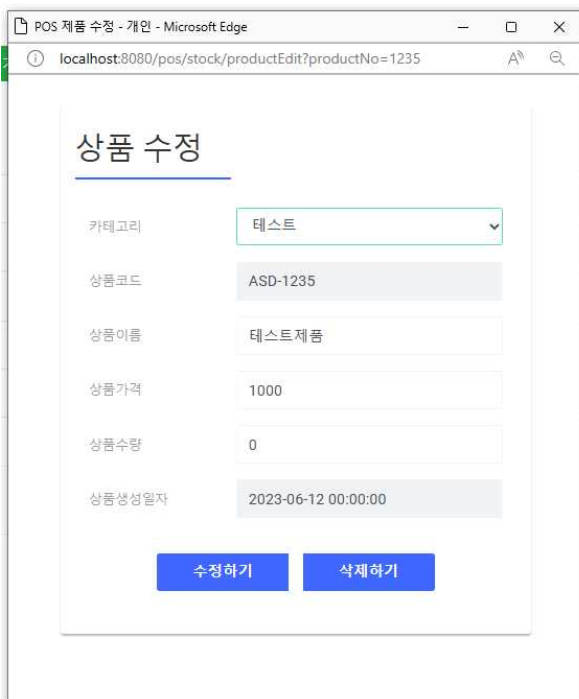 POS 제품 수정 - 개인 - Microsoft Edge
localhost:8080/pos/stock/productEdit?productNo=1235
상품 수정
카테고리 테스트
상품코드 ASD-1235
상품이름 테스트제품
상품가격 1000
상품수량 0
상품생성일자 2023-06-12 00:00:00
수정하기 삭제하기